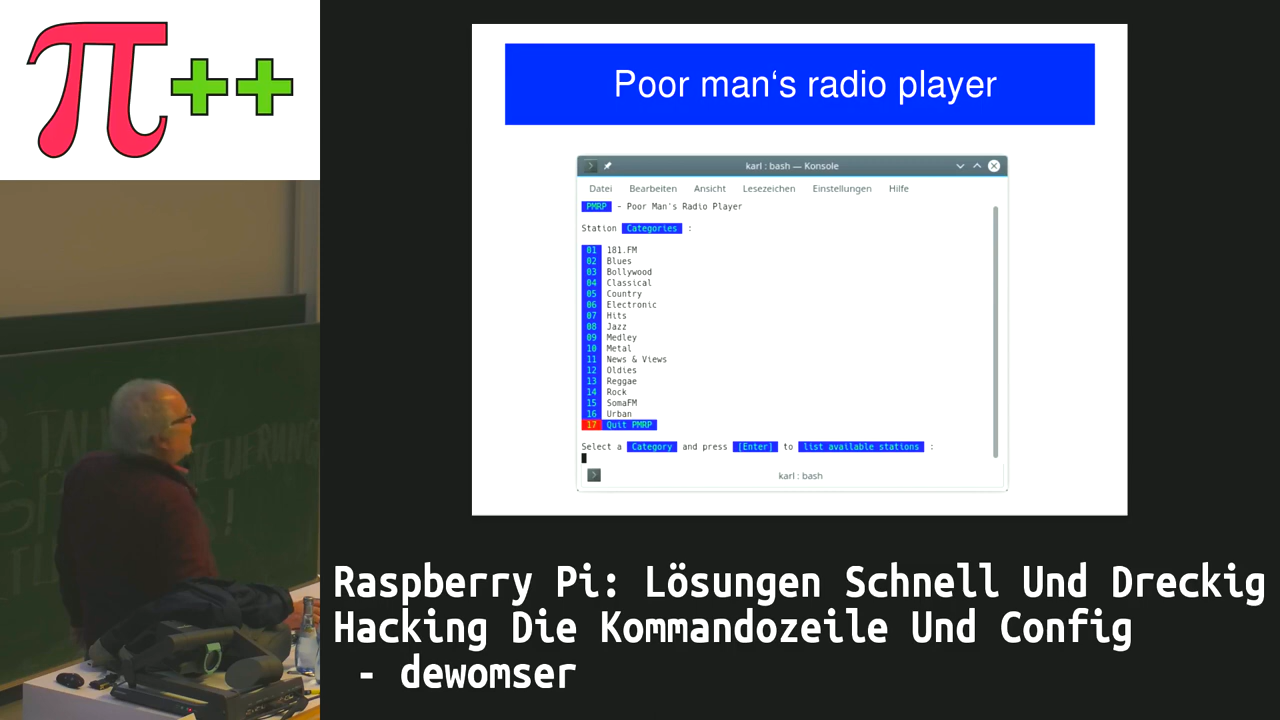 π++
Poor man‘s radio player
karl : bash — Konsole
Datei Bearbeiten Ansicht Lesezeichen Einstellungen Hilfe
PMRP - Poor Man's Radio Player
Station Categories :
01 181.FM
02 Blues
03 Bollywood
04 Classical
05 Country
06 Electronic
07 Hits
08 Jazz
09 Medley
10 Metal
11 News & Views
12 Oldies
13 Reggae
14 Rock
15 SomaFM
16 Urban
17 Quit PMRP
Select a Category and press [Enter] to list available stations :
karl : bash
Raspberry Pi: Lösungen Schnell Und Dreckig
Hacking Die Kommandozeile Und Config
- dewomser